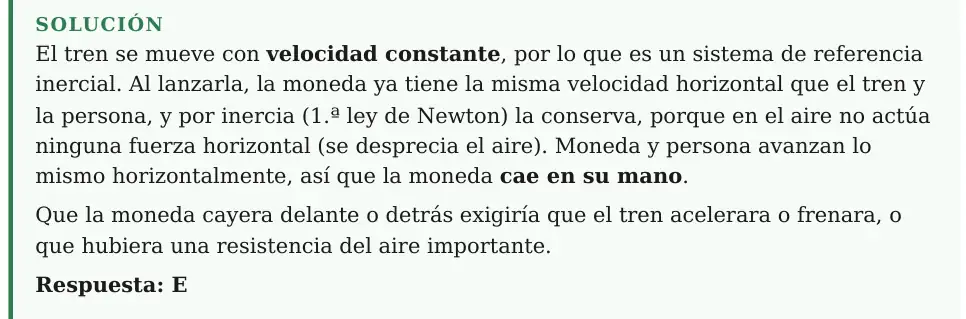 SOLUCIÓN
El tren se mueve con velocidad constante, por lo que es un sistema de referencia
inercial. Al lanzarla, la moneda ya tiene la misma velocidad horizontal que el tren y
la persona, y por inercia (1.ª ley de Newton) la conserva, porque en el aire no actúa
ninguna fuerza horizontal (se desprecia el aire). Moneda y persona avanzan lo
mismo horizontalmente, así que la moneda cae en su mano.
Que la moneda cayera delante o detrás exigiría que el tren acelerara o frenara, o
que hubiera una resistencia del aire importante.
Respuesta: E